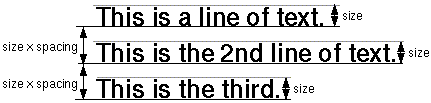 This is a line of text. size
size × spacing
This is the 2nd line of text. size
size × spacing
This is the third. size